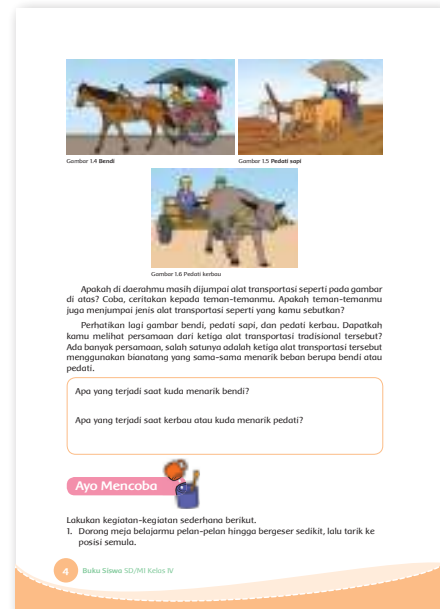 Gambar 1.4 Bendi
Gambar 1.5 Pedati sapi
Gambar 1.6 Pedati kerbau
Apakah di daerahmu masih dijumpai alat transportasi seperti pada gambar
di atas? Coba, ceritakan kepada teman-temanmu. Apakah teman-temanmu
juga menjumpai jenis alat transportasi seperti yang kamu sebutkan?
Perhatikan lagi gambar bendi, pedati sapi, dan pedati kerbau. Dapatkah
kamu melihat persamaan dari ketiga alat transportasi tradisional tersebut?
Ada banyak persamaan, salah satunya adalah ketiga alat transportasi tersebut
menggunakan bianatang yang sama-sama menarik beban berupa bendi atau
pedati.
Apa yang terjadi saat kuda menarik bendi?
Apa yang terjadi saat kerbau atau kuda menarik pedati?
Ayo Mencoba
Lakukan kegiatan-kegiatan sederhana berikut.
1. Dorong meja belajarmu pelan-pelan hingga bergeser sedikit, lalu tarik ke
posisi semula.
4 Buku Siswa SD/MI Kelas IV